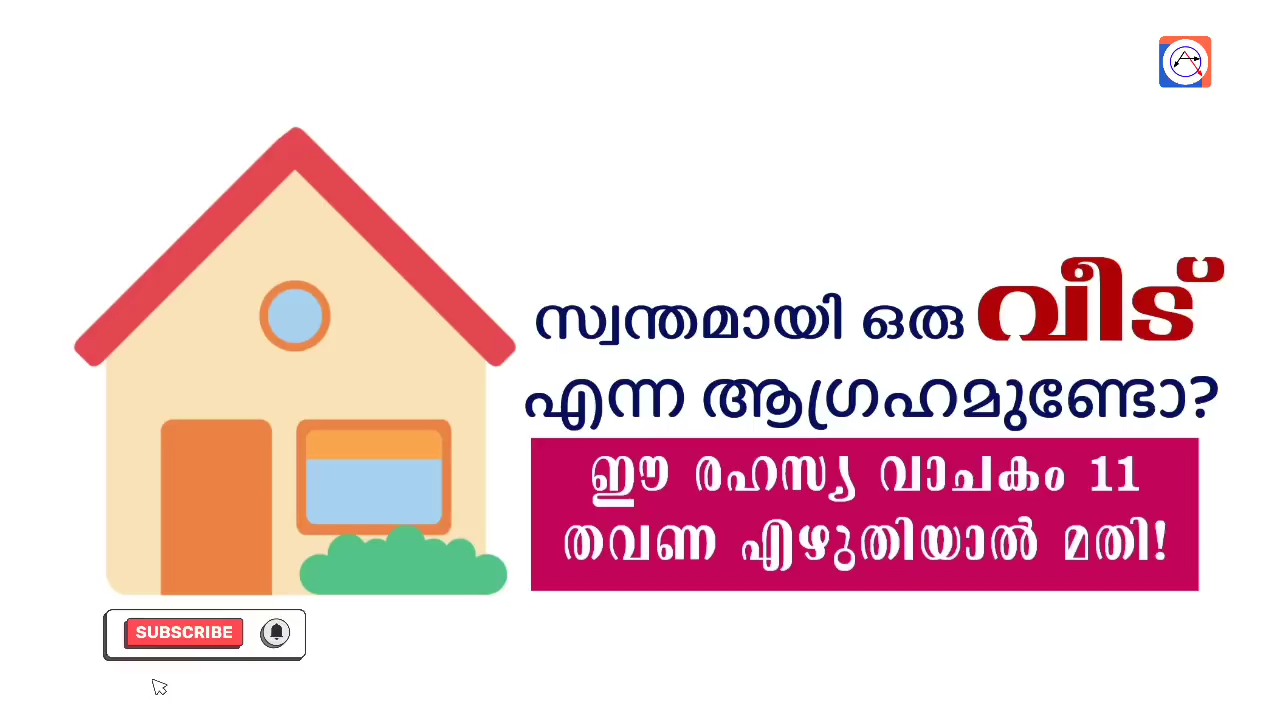 സ്വന്തമായി ഒരു വീട്
എന്ന ആഗ്രഹമുണ്ടോ?
ഈ രഹസ്യ വാചകം 11
തവണ എഴുതിയാൽ മതി!
SUBSCRIBE